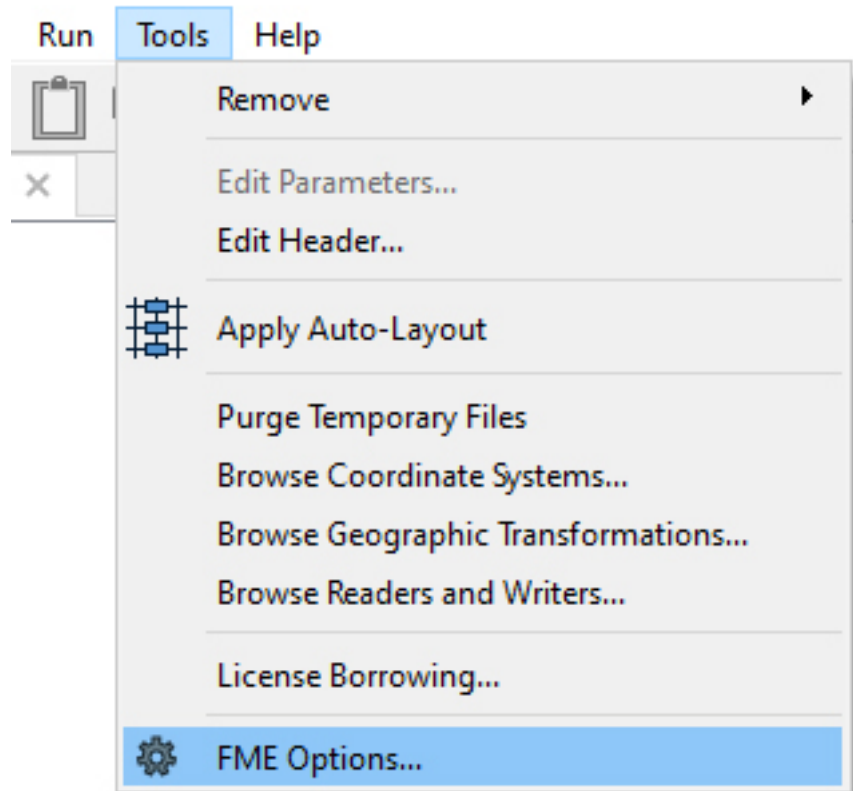 Run Tools Help
Remove
Edit Parameters...
Edit Header...
Apply Auto-Layout
Purge Temporary Files
Browse Coordinate Systems...
Browse Geographic Transformations...
Browse Readers and Writers...
License Borrowing...
FME Options...